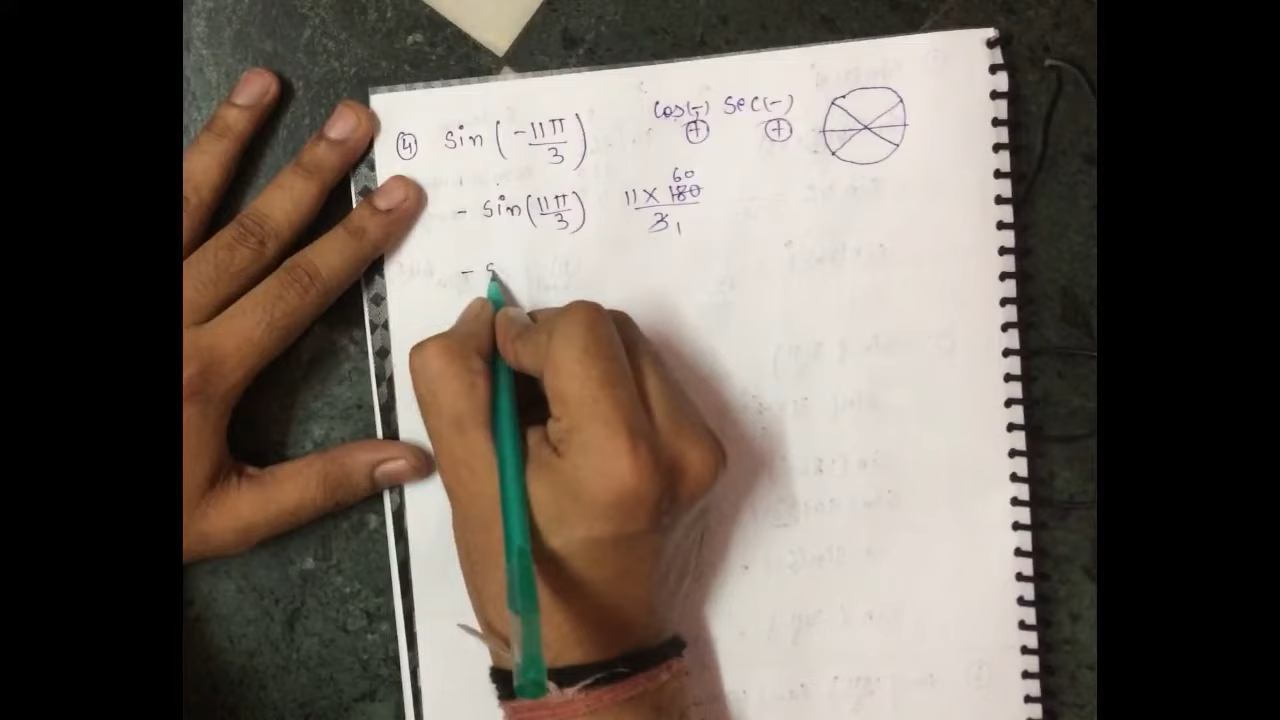 ④ sin(-11π/3) cos(-) sec(-)
⊕ ⊕
- sin(11π/3) 11 × 180/3 60 1
- s